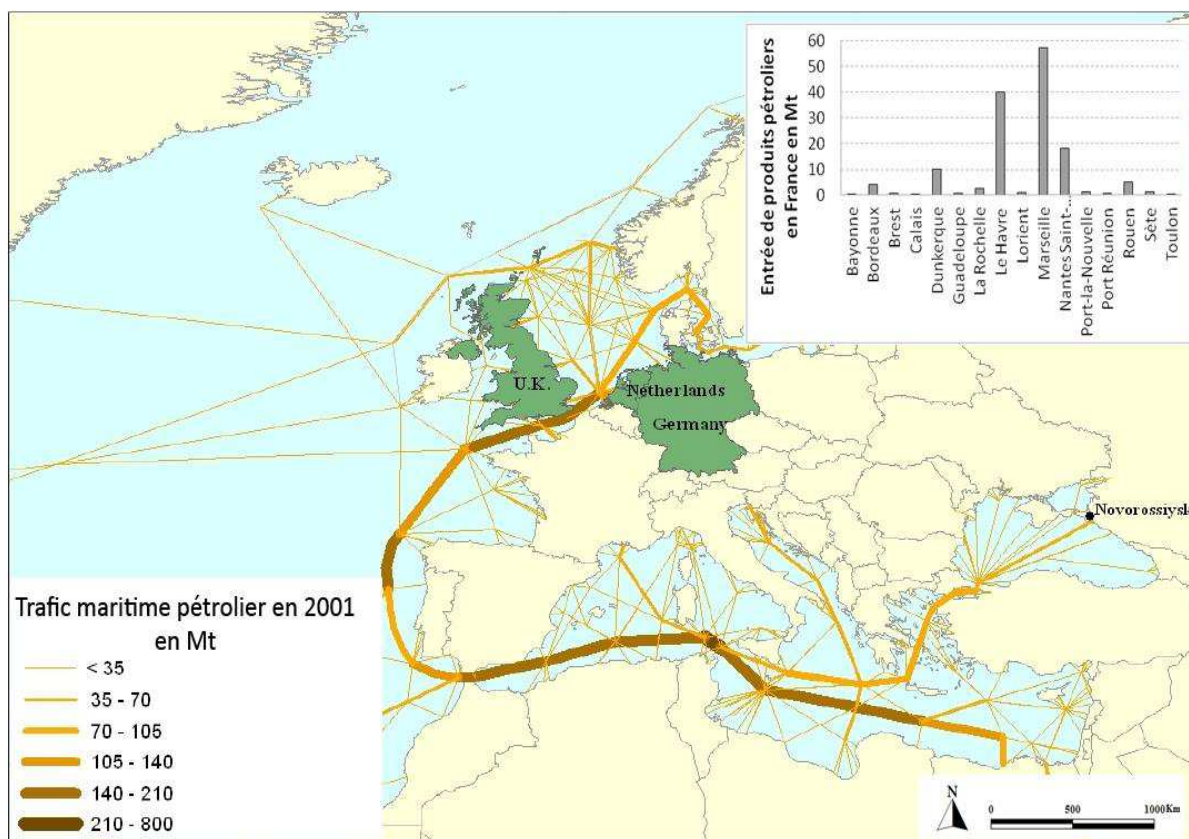 Entrée de produits pétroliers
en France en Mt
60
50
40
30
20
10
0
Bayonne
Bordeaux
Brest
Calais
Dunkerque
Guadeloupe
La Rochelle
Le Havre
Lorient
Marseille
Nantes Saint-...
Port-la-Nouvelle
Port Réunion
Rouen
Sète
Toulon
U.K.
Netherlands
Germany
Novorossiysk
Trafic maritime pétrolier en 2001
en Mt
< 35
35 - 70
70 - 105
105 - 140
140 - 210
210 - 800
N
0 500 1000Km